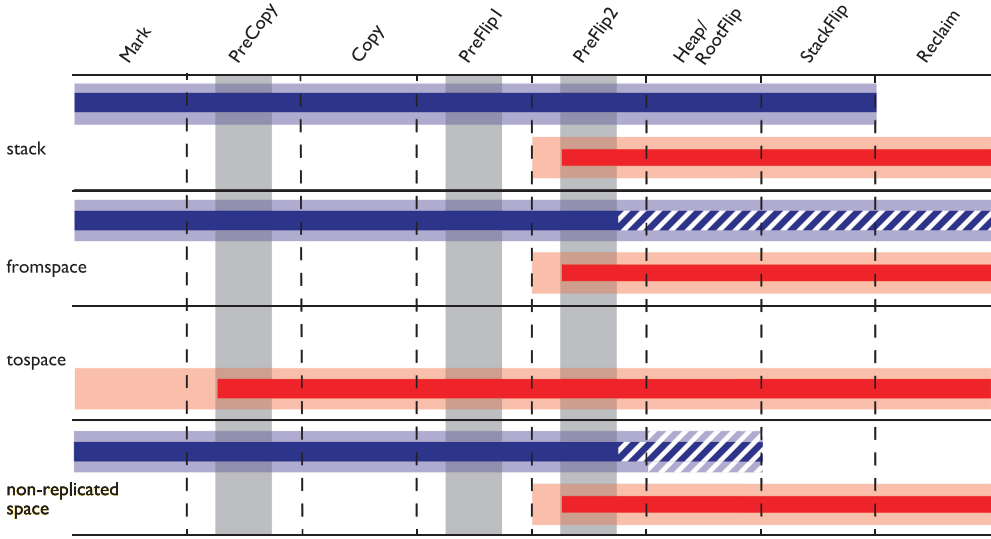 Mark
PreCopy
Copy
PreFlip1
PreFlip2
Heap/
RootFlip
StackFlip
Reclaim
stack
fromspace
tospace
non-replicated
space